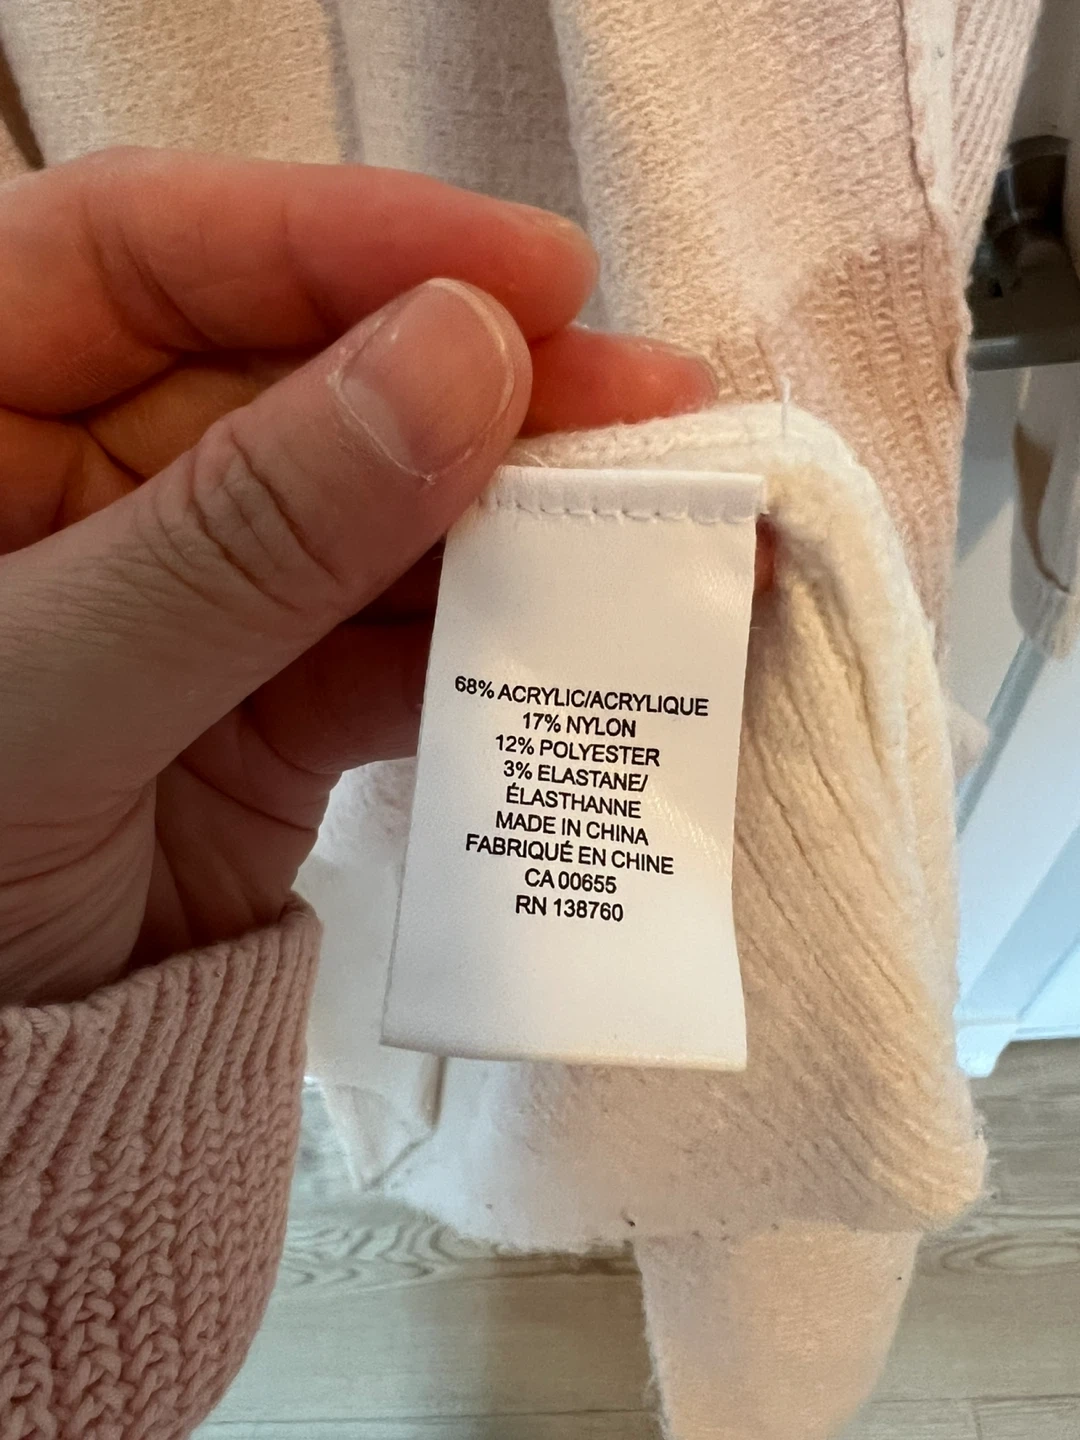 68% ACRYLIC/ACRYLIQUE
17% NYLON
12% POLYESTER
3% ELASTANE/
ÉLASTHANNE
MADE IN CHINA
FABRIQUÉ EN CHINE
CA 00655
RN 138760